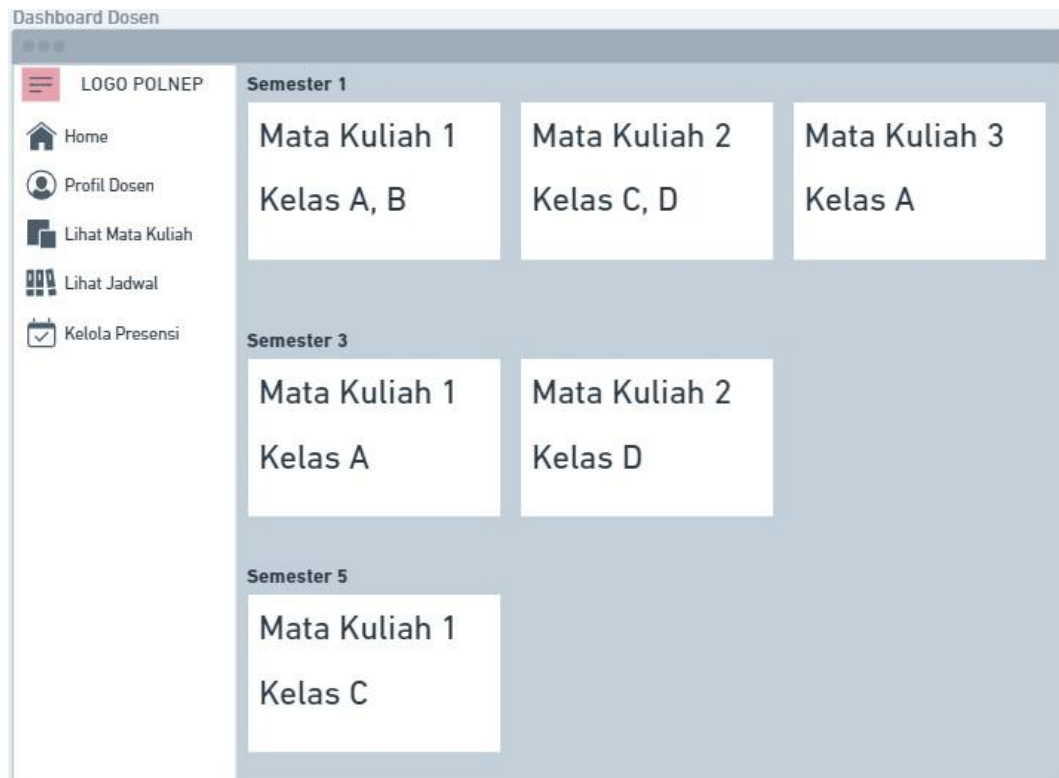 Dashboard Dosen
LOGO POLNEP
Home
Profil Dosen
Lihat Mata Kuliah
Lihat Jadwal
Kelola Presensi
Semester 1
Mata Kuliah 1
Kelas A, B
Mata Kuliah 2
Kelas C, D
Mata Kuliah 3
Kelas A
Semester 3
Mata Kuliah 1
Kelas A
Mata Kuliah 2
Kelas D
Semester 5
Mata Kuliah 1
Kelas C